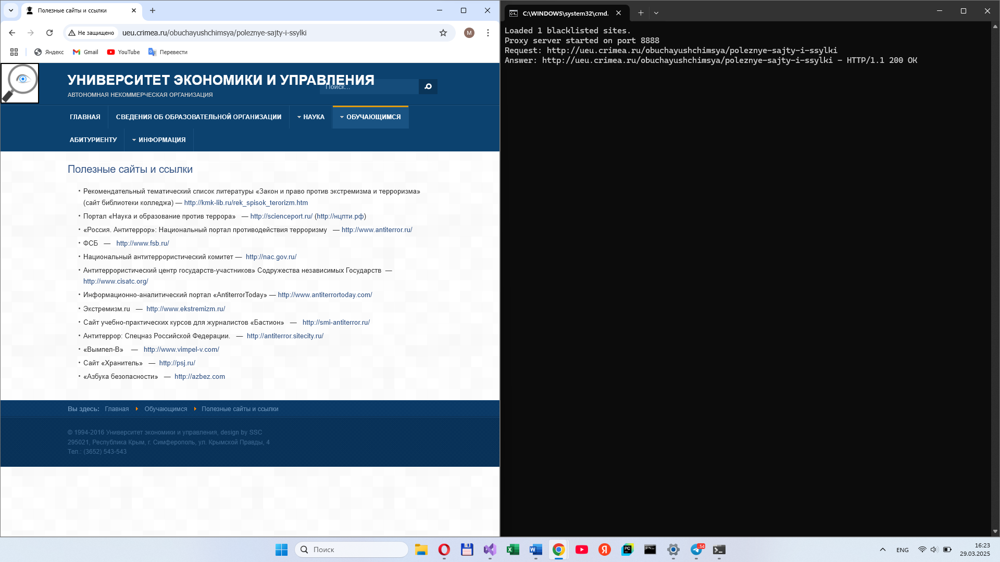 Полезные сайты и ссылки
Не защищено
ueu.crimea.ru/obuchayushchimsya/poleznye-sajty-i-ssylki
M
Яндекс
Gmail
YouTube
Перевести
УНИВЕРСИТЕТ ЭКОНОМИКИ И УПРАВЛЕНИЯ
Поиск...
АВТОНОМНАЯ НЕКОММЕРЧЕСКАЯ ОРГАНИЗАЦИЯ
ГЛАВНАЯ
СВЕДЕНИЯ ОБ ОБРАЗОВАТЕЛЬНОЙ ОРГАНИЗАЦИИ
НАУКА
ОБУЧАЮЩИМСЯ
АБИТУРИЕНТУ
ИНФОРМАЦИЯ
Полезные сайты и ссылки
• Рекомендательный тематический список литературы «Закон и право против экстремизма и терроризма»
(сайт библиотеки колледжа) — http://kmk-lib.ru/rek_spisok_terorizm.htm
• Портал «Наука и образование против террора» — http://scienceport.ru/ (http://нцпти.рф)
• «Россия. Антитеррор»: Национальный портал противодействия терроризму — http://www.antiterror.ru/
• ФСБ — http://www.fsb.ru/
• Национальный антитеррористический комитет — http://nac.gov.ru/
• Антитеррористический центр государств-участников» Содружества независимых Государств —
http://www.cisatc.org/
• Информационно-аналитический портал «AntiterrorToday» — http://www.antiterrortoday.com/
• Экстремизм.ru — http://www.ekstremizm.ru/
• Сайт учебно-практических курсов для журналистов «Бастион» — http://smi-antiterror.ru/
• Антитеррор: Спецназ Российской Федерации. — http://antiterror.sitecity.ru/
• «Вымпел-В» — http://www.vimpel-v.com/
• Сайт «Хранитель» — http://psj.ru/
• «Азбука безопасности» — http://azbez.com
Вы здесь: Главная Обучающимся Полезные сайты и ссылки
© 1994-2016 Университет экономики и управления, design by SSC
295021, Республика Крым, г. Симферополь, ул. Крымской Правды, 4
Тел.: (3652) 543-543
C:\WINDOWS\system32\cmd.
Loaded 1 blacklisted sites.
Proxy server started on port 8888
Request: http://ueu.crimea.ru/obuchayushchimsya/poleznye-sajty-i-ssylki
Answer: http://ueu.crimea.ru/obuchayushchimsya/poleznye-sajty-i-ssylki - HTTP/1.1 200 OK
Поиск
ENG
16:23
29.03.2025